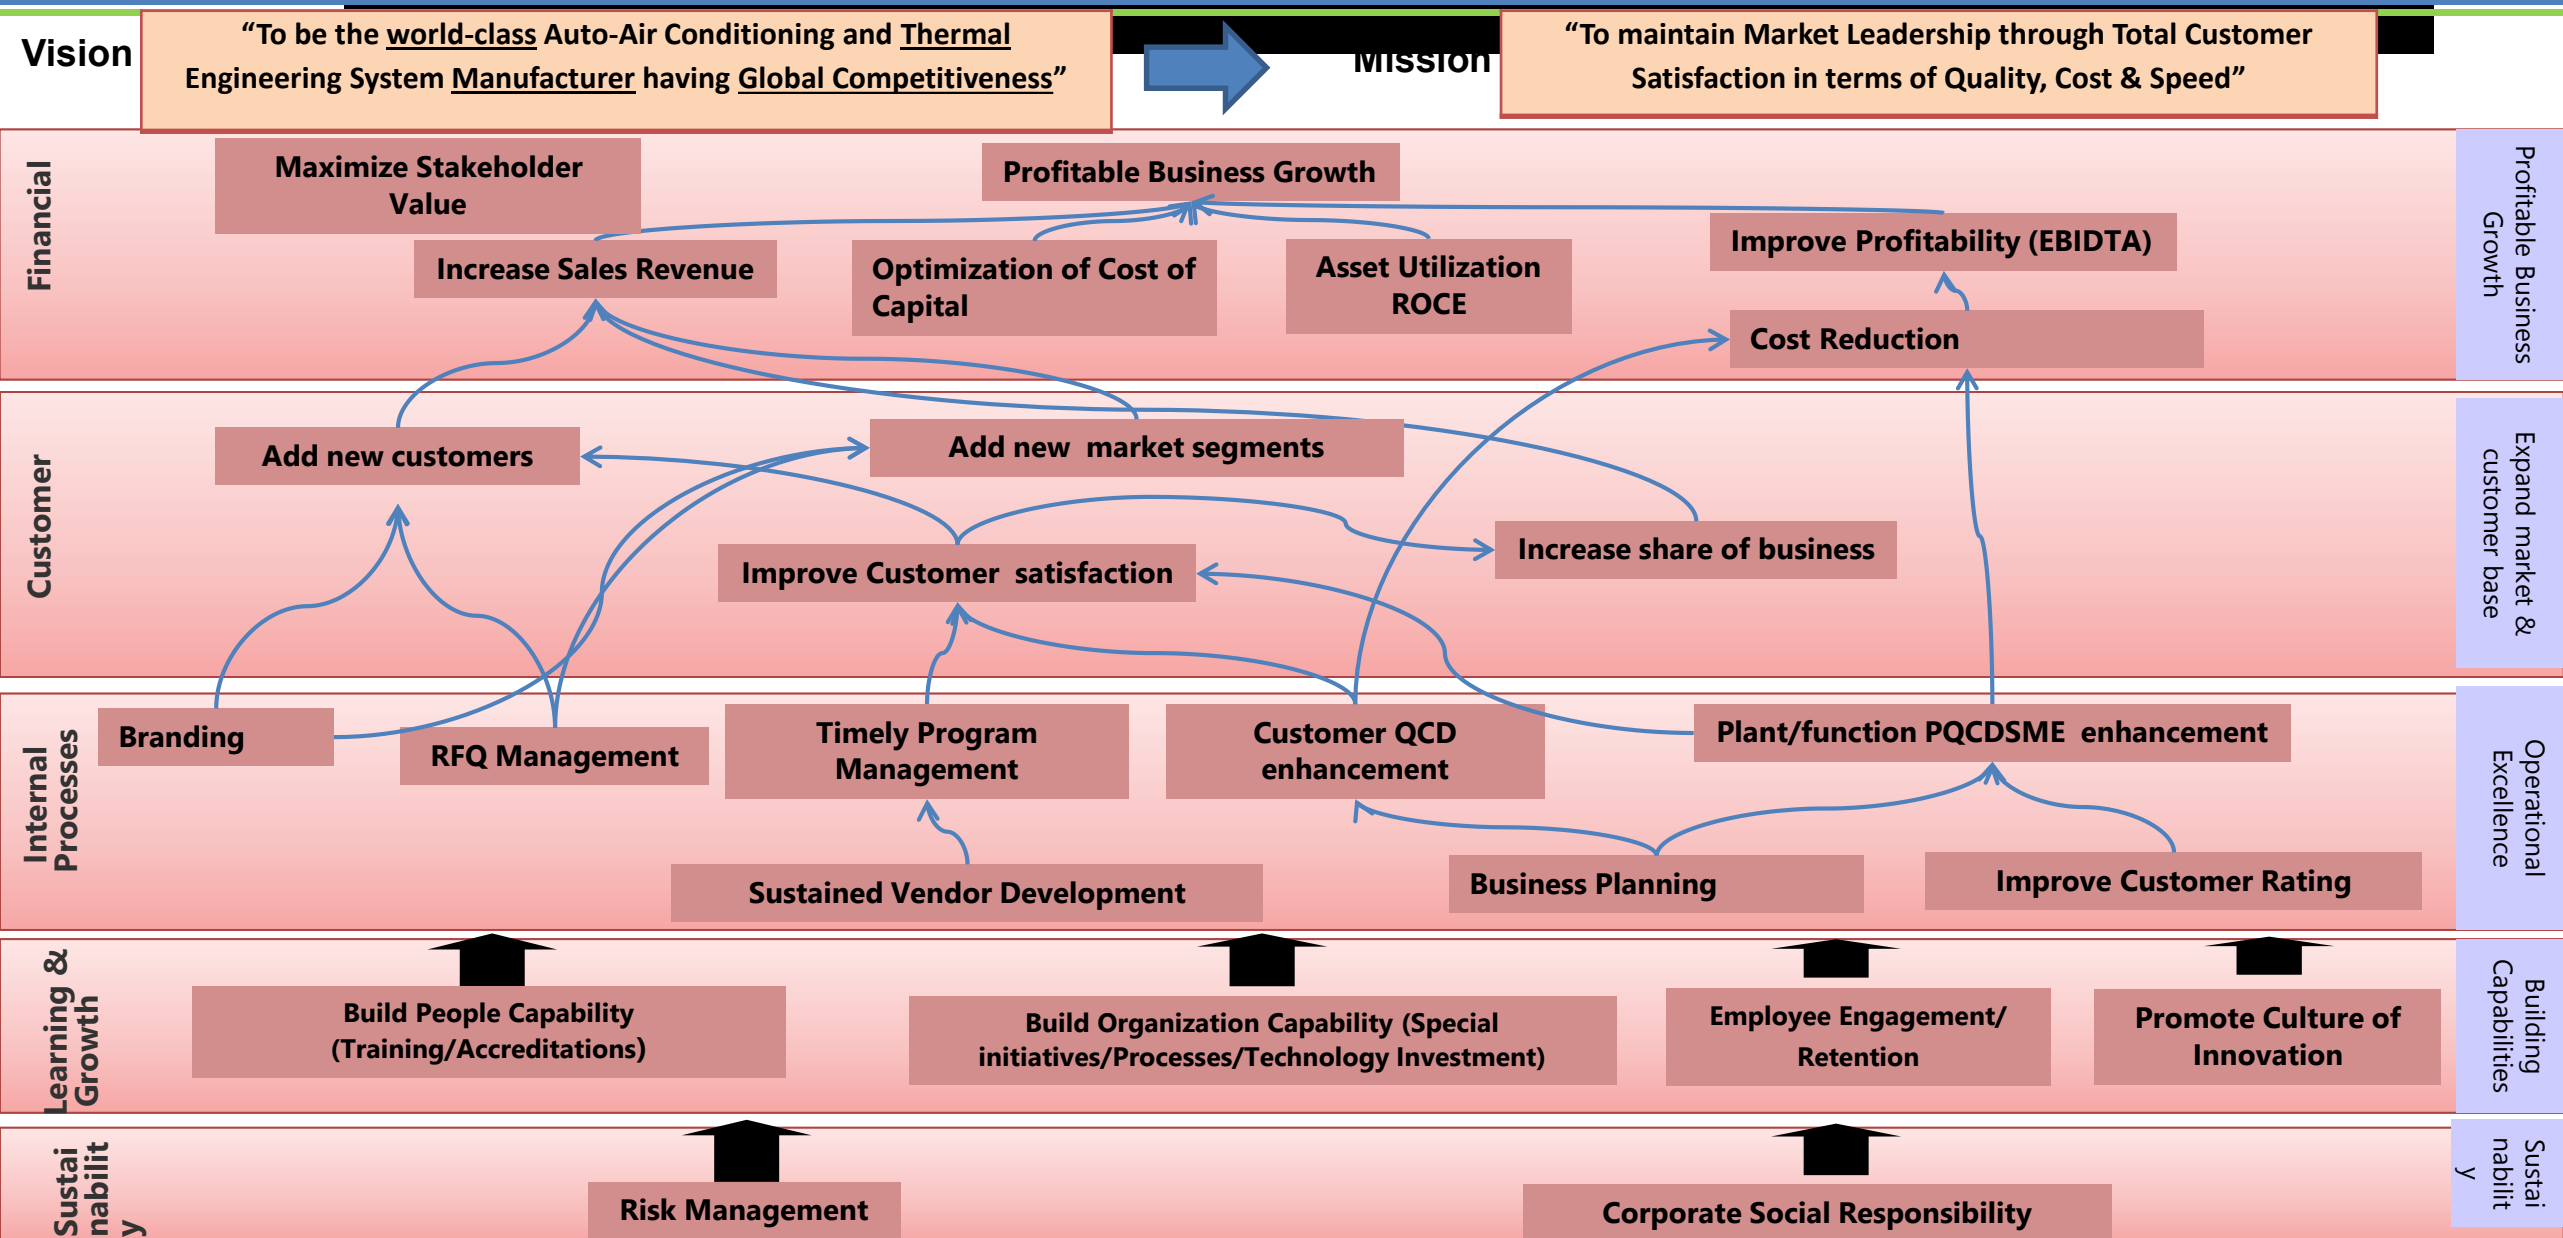 Vision
“To be the world-class Auto-Air Conditioning and Thermal
Engineering System Manufacturer having Global Competitiveness”
Mission
“To maintain Market Leadership through Total Customer
Satisfaction in terms of Quality, Cost & Speed”
Financial
Maximize Stakeholder
Value
Profitable Business Growth
Increase Sales Revenue
Optimization of Cost of
Capital
Asset Utilization
ROCE
Improve Profitability (EBIDTA)
Cost Reduction
Profitable Business
Growth
Customer
Add new customers
Add new  market segments
Improve Customer  satisfaction
Increase share of business
Expand market &
customer base
Internal
Processes
Branding
RFQ Management
Timely Program
Management
Customer QCD
enhancement
Plant/function PQCDSME  enhancement
Sustained Vendor Development
Business Planning
Improve Customer Rating
Operational
Excellence
Learning &
Growth
Build People Capability
(Training/Accreditations)
Build Organization Capability (Special
initiatives/Processes/Technology Investment)
Employee Engagement/
Retention
Promote Culture of
Innovation
Building
Capabilities
Sustai
nabilit
y
Risk Management
Corporate Social Responsibility
Sustai
nabilit
y